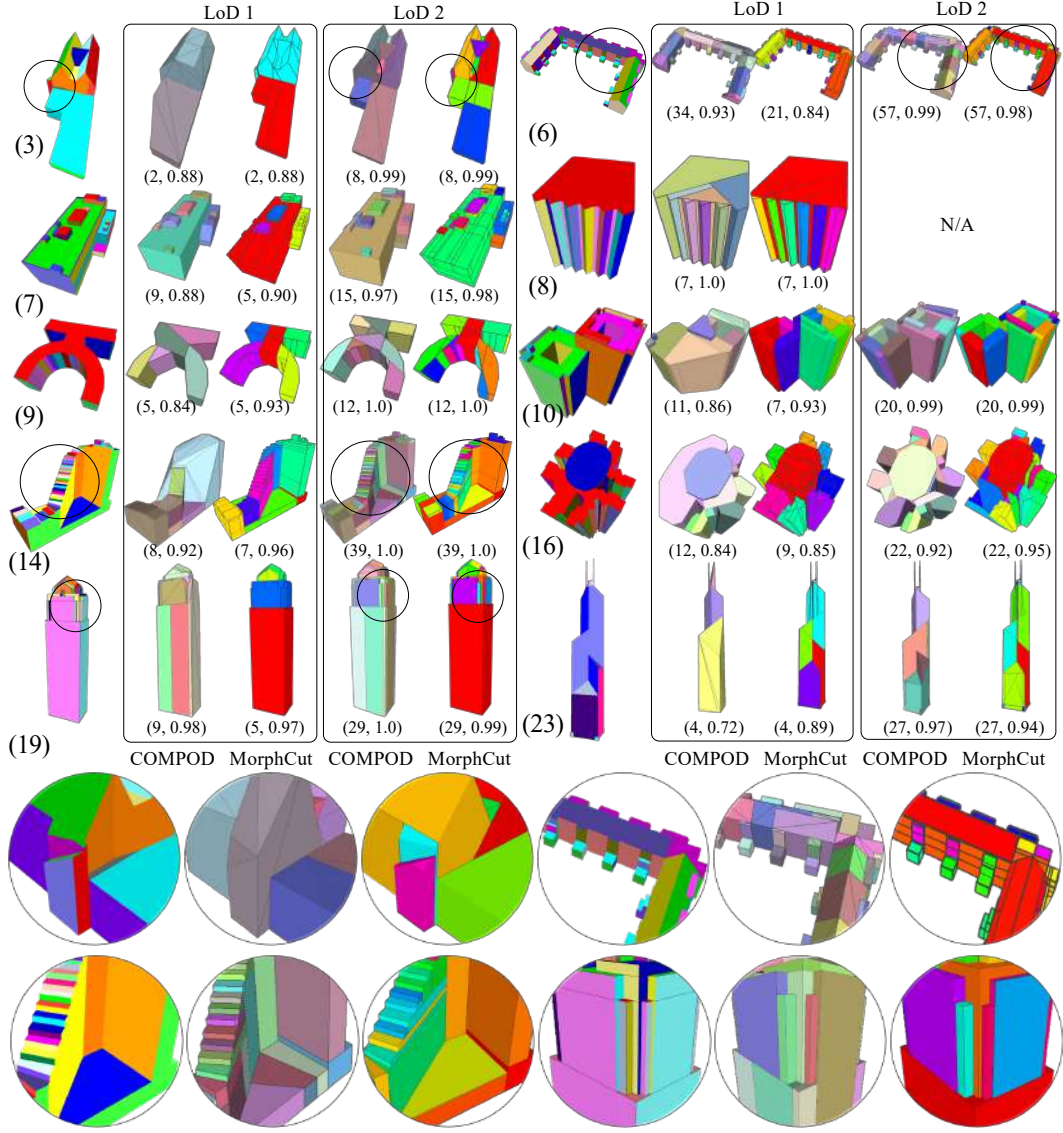 LoD 1 LoD 2 LoD 1 LoD 2
(3) (2, 0.88) (2, 0.88) (8, 0.99) (8, 0.99)
(6) (34, 0.93) (21, 0.84) (57, 0.99) (57, 0.98)
(7) (9, 0.88) (5, 0.90) (15, 0.97) (15, 0.98)
(8) (7, 1.0) (7, 1.0) N/A
(9) (5, 0.84) (5, 0.93) (12, 1.0) (12, 1.0)
(10) (11, 0.86) (7, 0.93) (20, 0.99) (20, 0.99)
(14) (8, 0.92) (7, 0.96) (39, 1.0) (39, 1.0)
(16) (12, 0.84) (9, 0.85) (22, 0.92) (22, 0.95)
(19) (9, 0.98) (5, 0.97) (29, 1.0) (29, 0.99)
(23) (4, 0.72) (4, 0.89) (27, 0.97) (27, 0.94)
COMPOD MorphCut COMPOD MorphCut COMPOD MorphCut COMPOD MorphCut